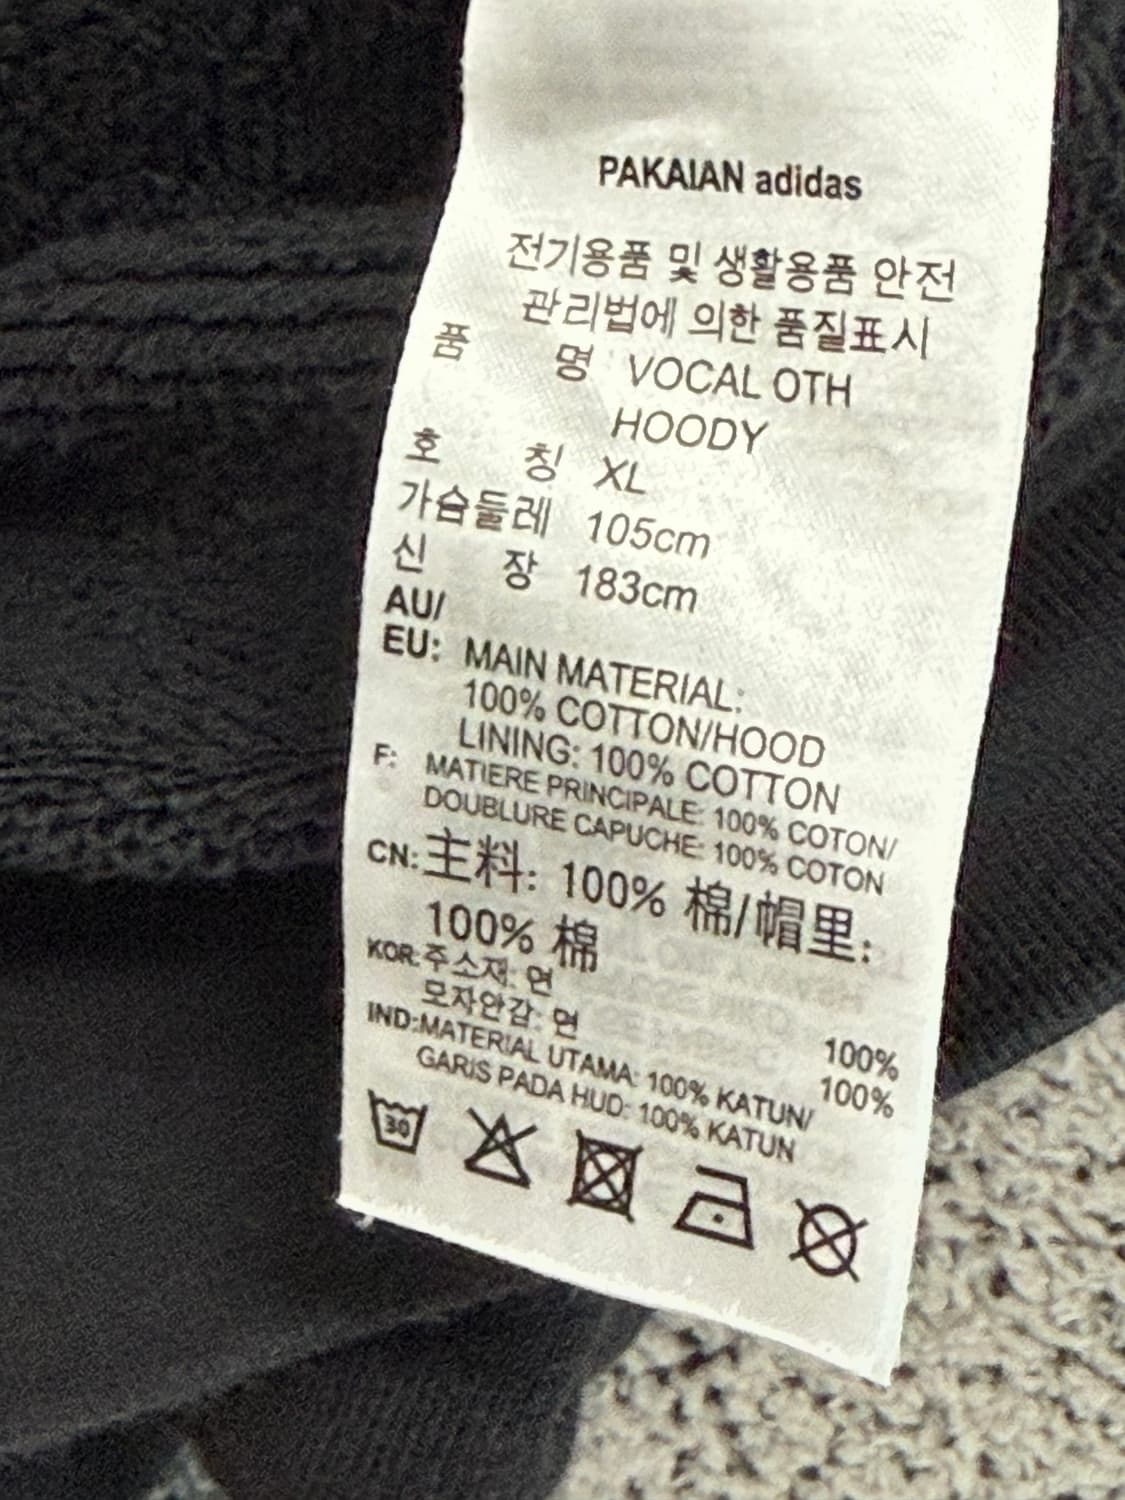 PAKAIAN adidas
전기용품 및 생활용품 안전
관리법에 의한 품질표시
품 명 VOCAL OTH
HOODY
호 칭 XL
가슴둘레 105cm
신 장 183cm
AU/
EU: MAIN MATERIAL:
100% COTTON/HOOD
LINING: 100% COTTON
F: MATIERE PRINCIPALE: 100% COTON/
DOUBLURE CAPUCHE: 100% COTON
CN:主料: 100% 棉/帽里:
100% 棉
KOR:주소재: 면 100%
모자안감: 면 100%
IND:MATERIAL UTAMA: 100% KATUN/
GARIS PADA HUD: 100% KATUN
30